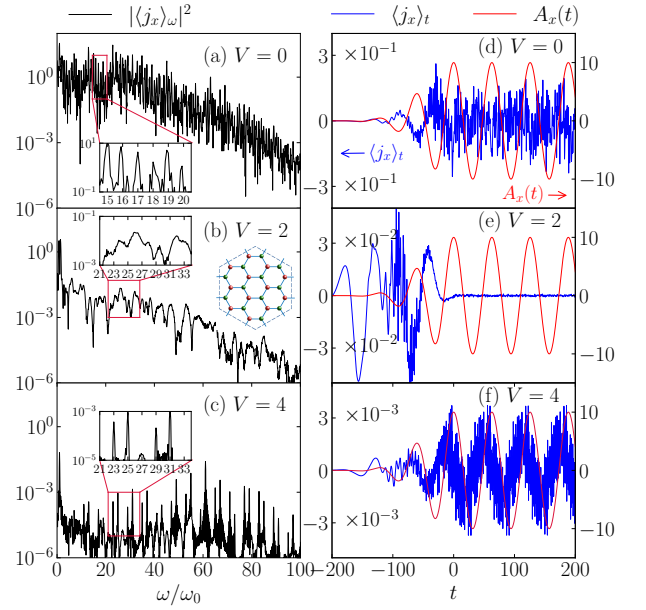 |⟨j_x⟩_ω|² ⟨j_x⟩_t A_x(t)
(a) V = 0
10^0
10^{-3}
10^{-6}
10^1
10^{-1}
15 16 17 18 19 20
(b) V = 2
10^0
10^{-3}
10^{-6}
10^{-1}
10^{-3}
21 23 25 27 29 31 33
(c) V = 4
10^0
10^{-3}
10^{-6}
10^{-3}
10^{-5}
21 23 25 27 29 31 33
0 20 40 60 80 100
ω/ω_0
(d) V = 0
×10^{-1}
3
0
−3
×10^{-1}
10
0
−10
← ⟨j_x⟩_t
A_x(t) →
(e) V = 2
×10^{-2}
3
0
−3
×10^{-2}
10
0
−10
(f) V = 4
×10^{-3}
3
0
−3
×10^{-3}
10
0
−10
−200 −100 0 100 200
t